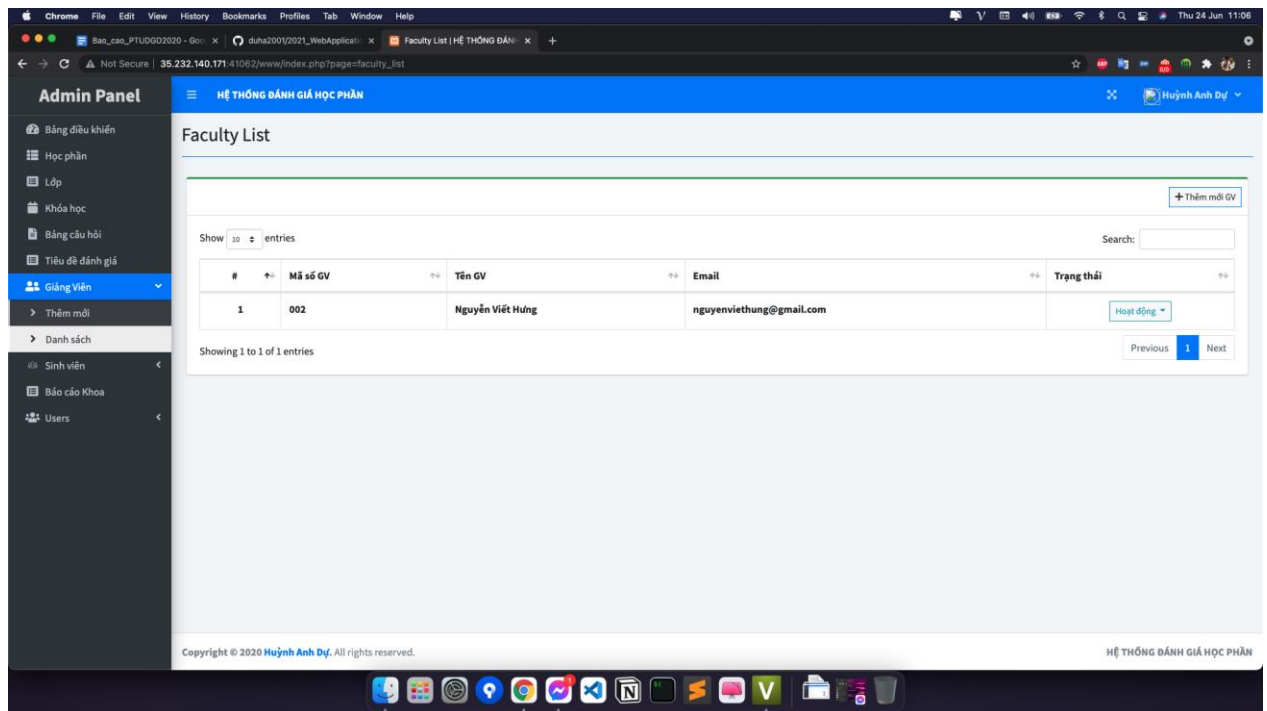 Chrome File Edit View History Bookmarks Profiles Tab Window Help Thu 24 Jun 11:06
Bao_cao_PTUDGD2020 - Goo duha2001/2021_WebApplicatic Faculty List | HỆ THỐNG ĐÁNH
Not Secure | 35.232.140.171:41062/www/index.php?page=faculty_list
Admin Panel
HỆ THỐNG ĐÁNH GIÁ HỌC PHẦN
Huỳnh Anh Dự
Bảng điều khiển
Học phần
Lớp
Khóa học
Bảng câu hỏi
Tiêu đề đánh giá
Giảng Viên
Thêm mới
Danh sách
Sinh viên
Báo cáo Khoa
Users
Faculty List
+ Thêm mới GV
Show 10 entries
Search:
# Mã số GV Tên GV Email Trạng thái
1 002 Nguyễn Viết Hưng nguyenviethung@gmail.com Hoạt động
Showing 1 to 1 of 1 entries
Previous 1 Next
Copyright © 2020 Huỳnh Anh Dự. All rights reserved.
HỆ THỐNG ĐÁNH GIÁ HỌC PHẦN